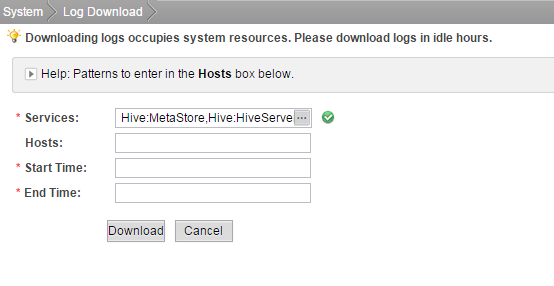 System Log Download
Downloading logs occupies system resources. Please download logs in idle hours.
Help: Patterns to enter in the Hosts box below.
* Services: Hive:MetaStore,Hive:HiveServe ...
Hosts:
* Start Time:
* End Time:
Download Cancel